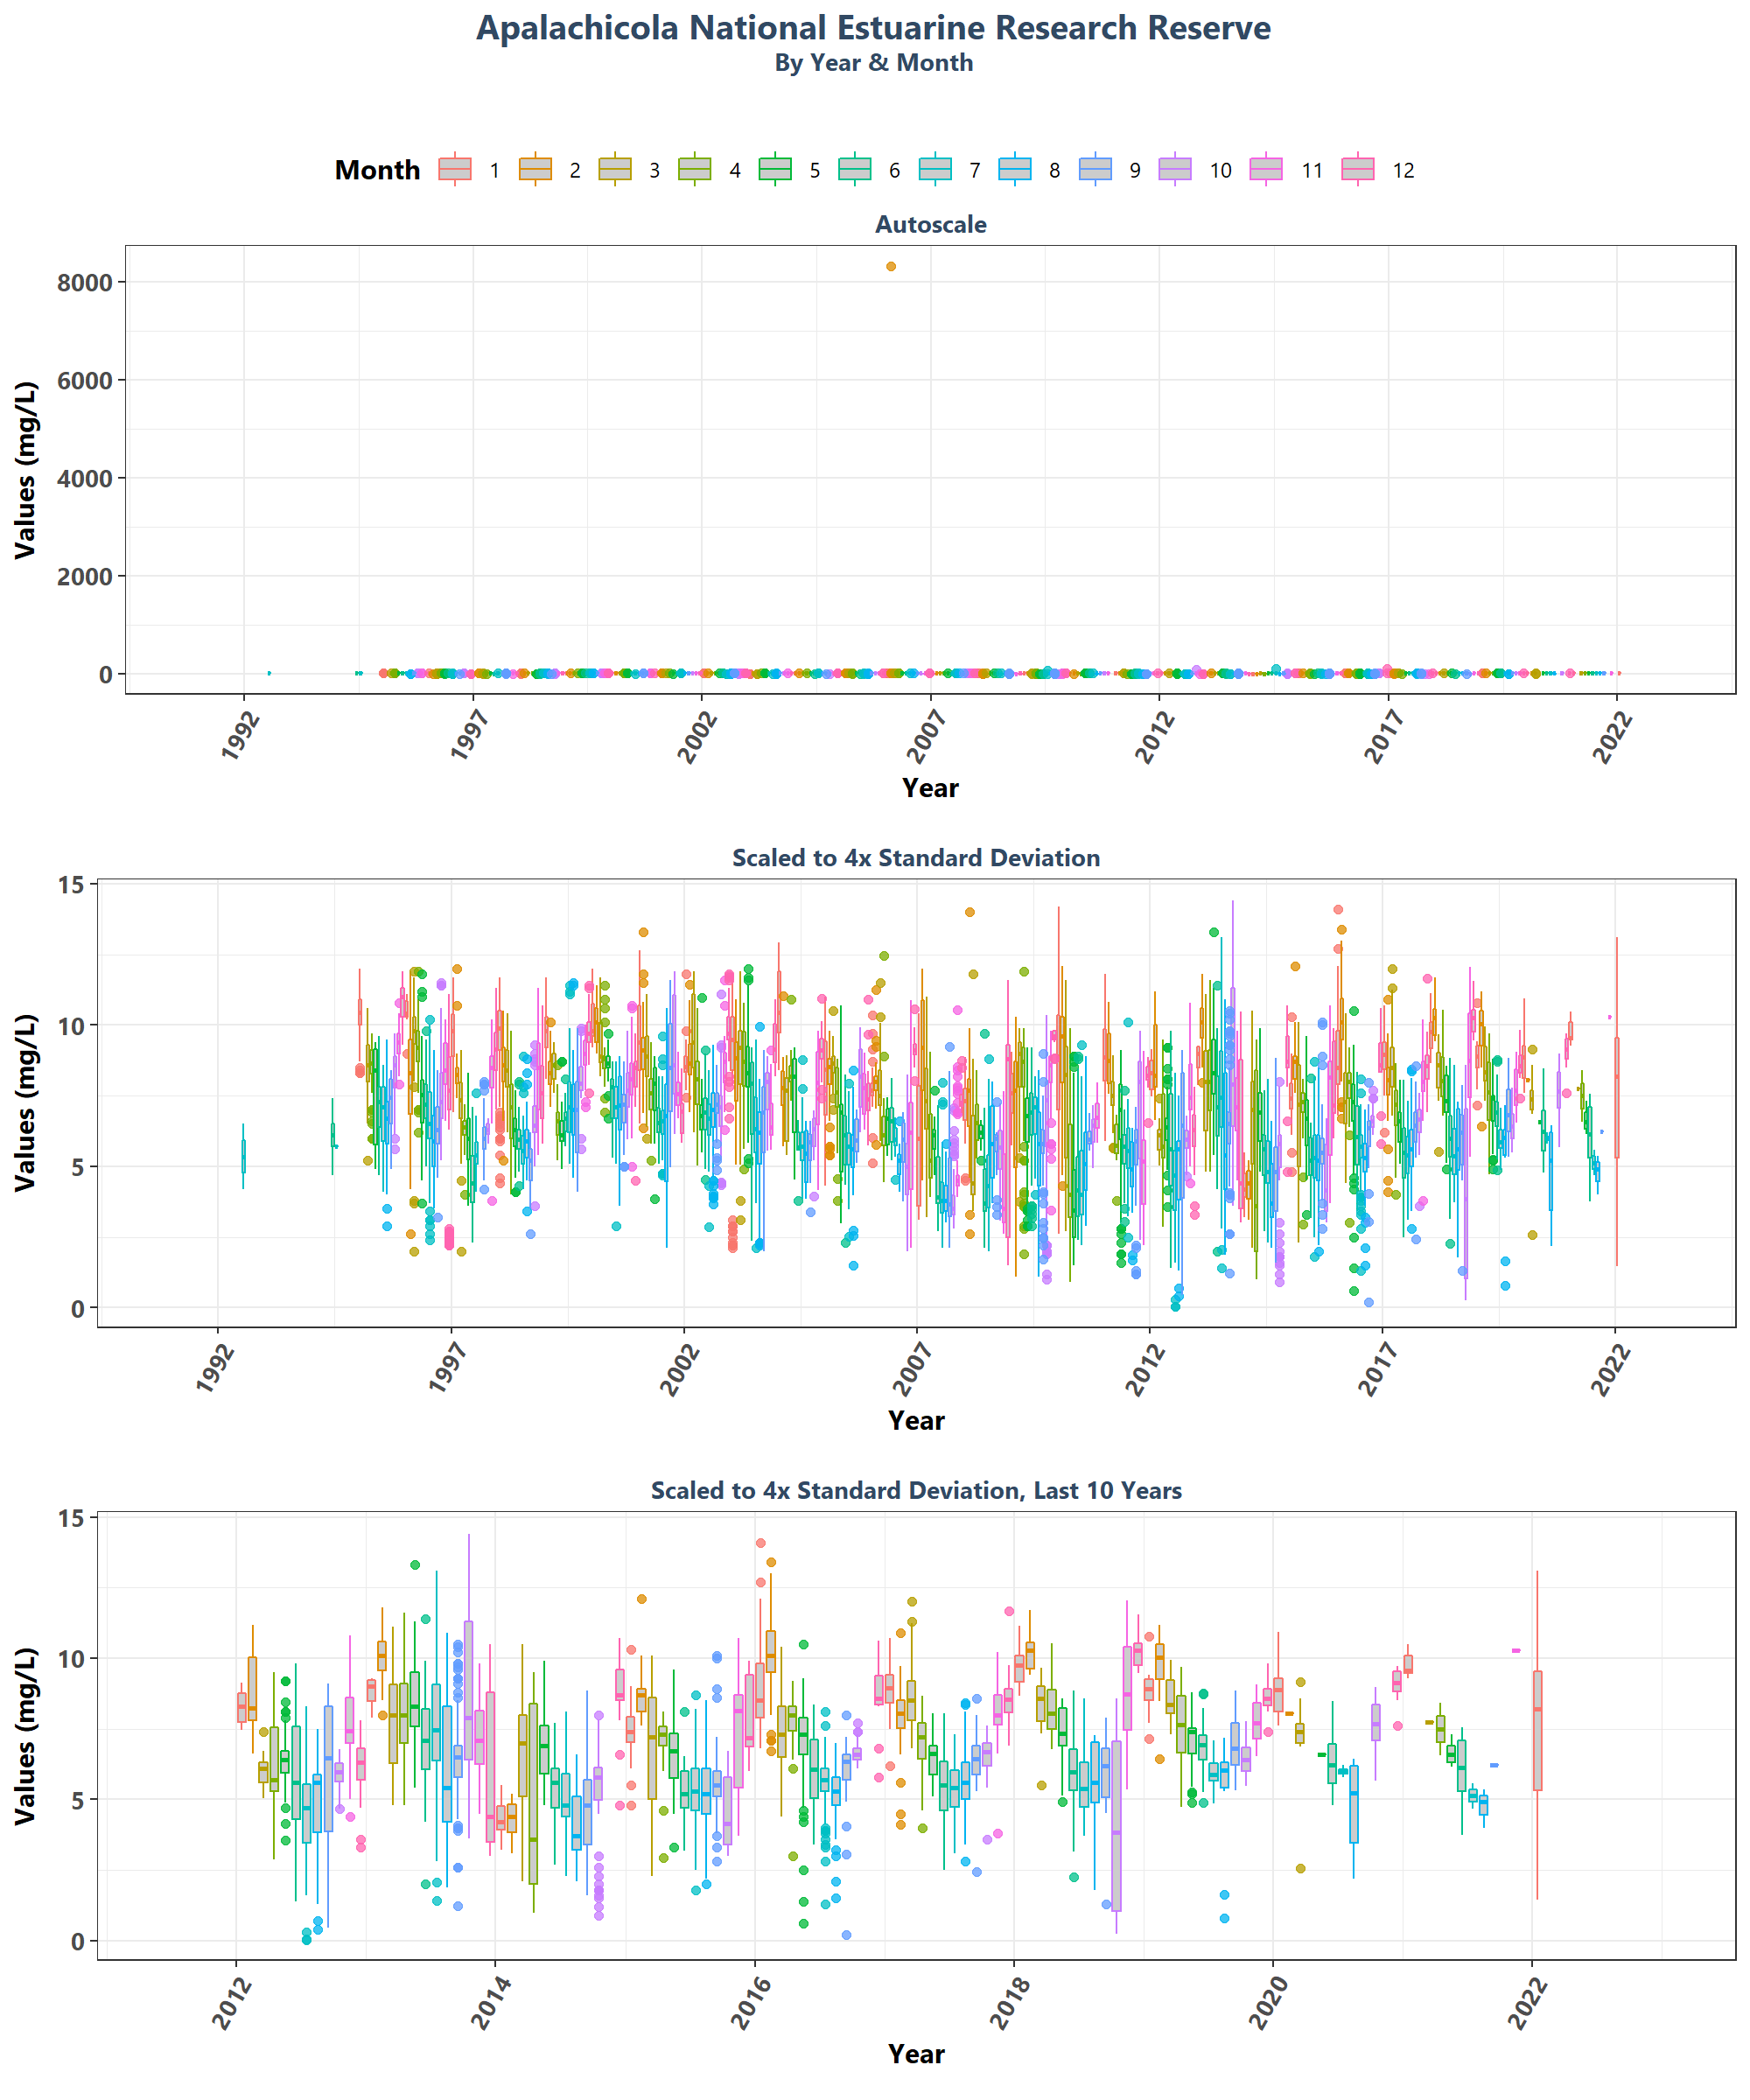 Apalachicola National Estuarine Research Reserve
By Year & Month
Month 1 2 3 4 5 6 7 8 9 10 11 12
Autoscale
Values (mg/L)
8000
6000
4000
2000
0
1992 1997 2002 2007 2012 2017 2022
Year
Scaled to 4x Standard Deviation
Values (mg/L)
15
10
5
0
1992 1997 2002 2007 2012 2017 2022
Year
Scaled to 4x Standard Deviation, Last 10 Years
Values (mg/L)
15
10
5
0
2012 2014 2016 2018 2020 2022
Year